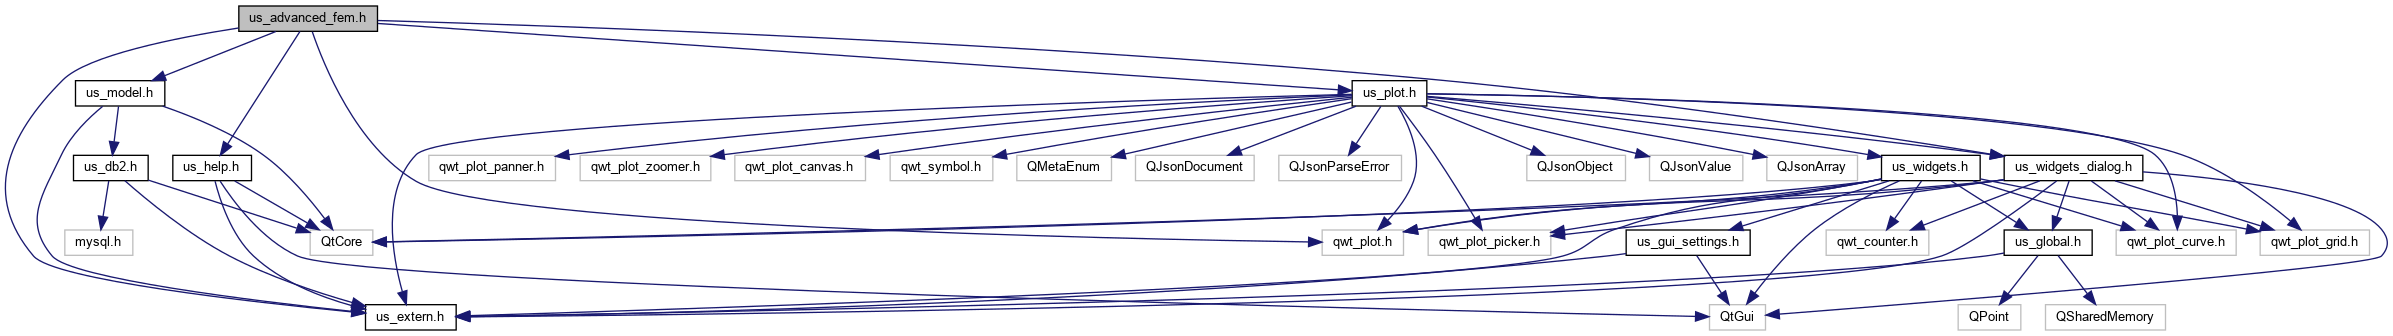 us_advanced_fem.h
us_model.h
us_plot.h
us_db2.h
us_help.h
qwt_plot_panner.h
qwt_plot_zoomer.h
qwt_plot_canvas.h
qwt_symbol.h
QMetaEnum
QJsonDocument
QJsonParseError
QJsonObject
QJsonValue
QJsonArray
us_widgets.h
us_widgets_dialog.h
mysql.h
QtCore
qwt_plot.h
qwt_plot_picker.h
us_gui_settings.h
qwt_counter.h
us_global.h
qwt_plot_curve.h
qwt_plot_grid.h
us_extern.h
QtGui
QPoint
QSharedMemory